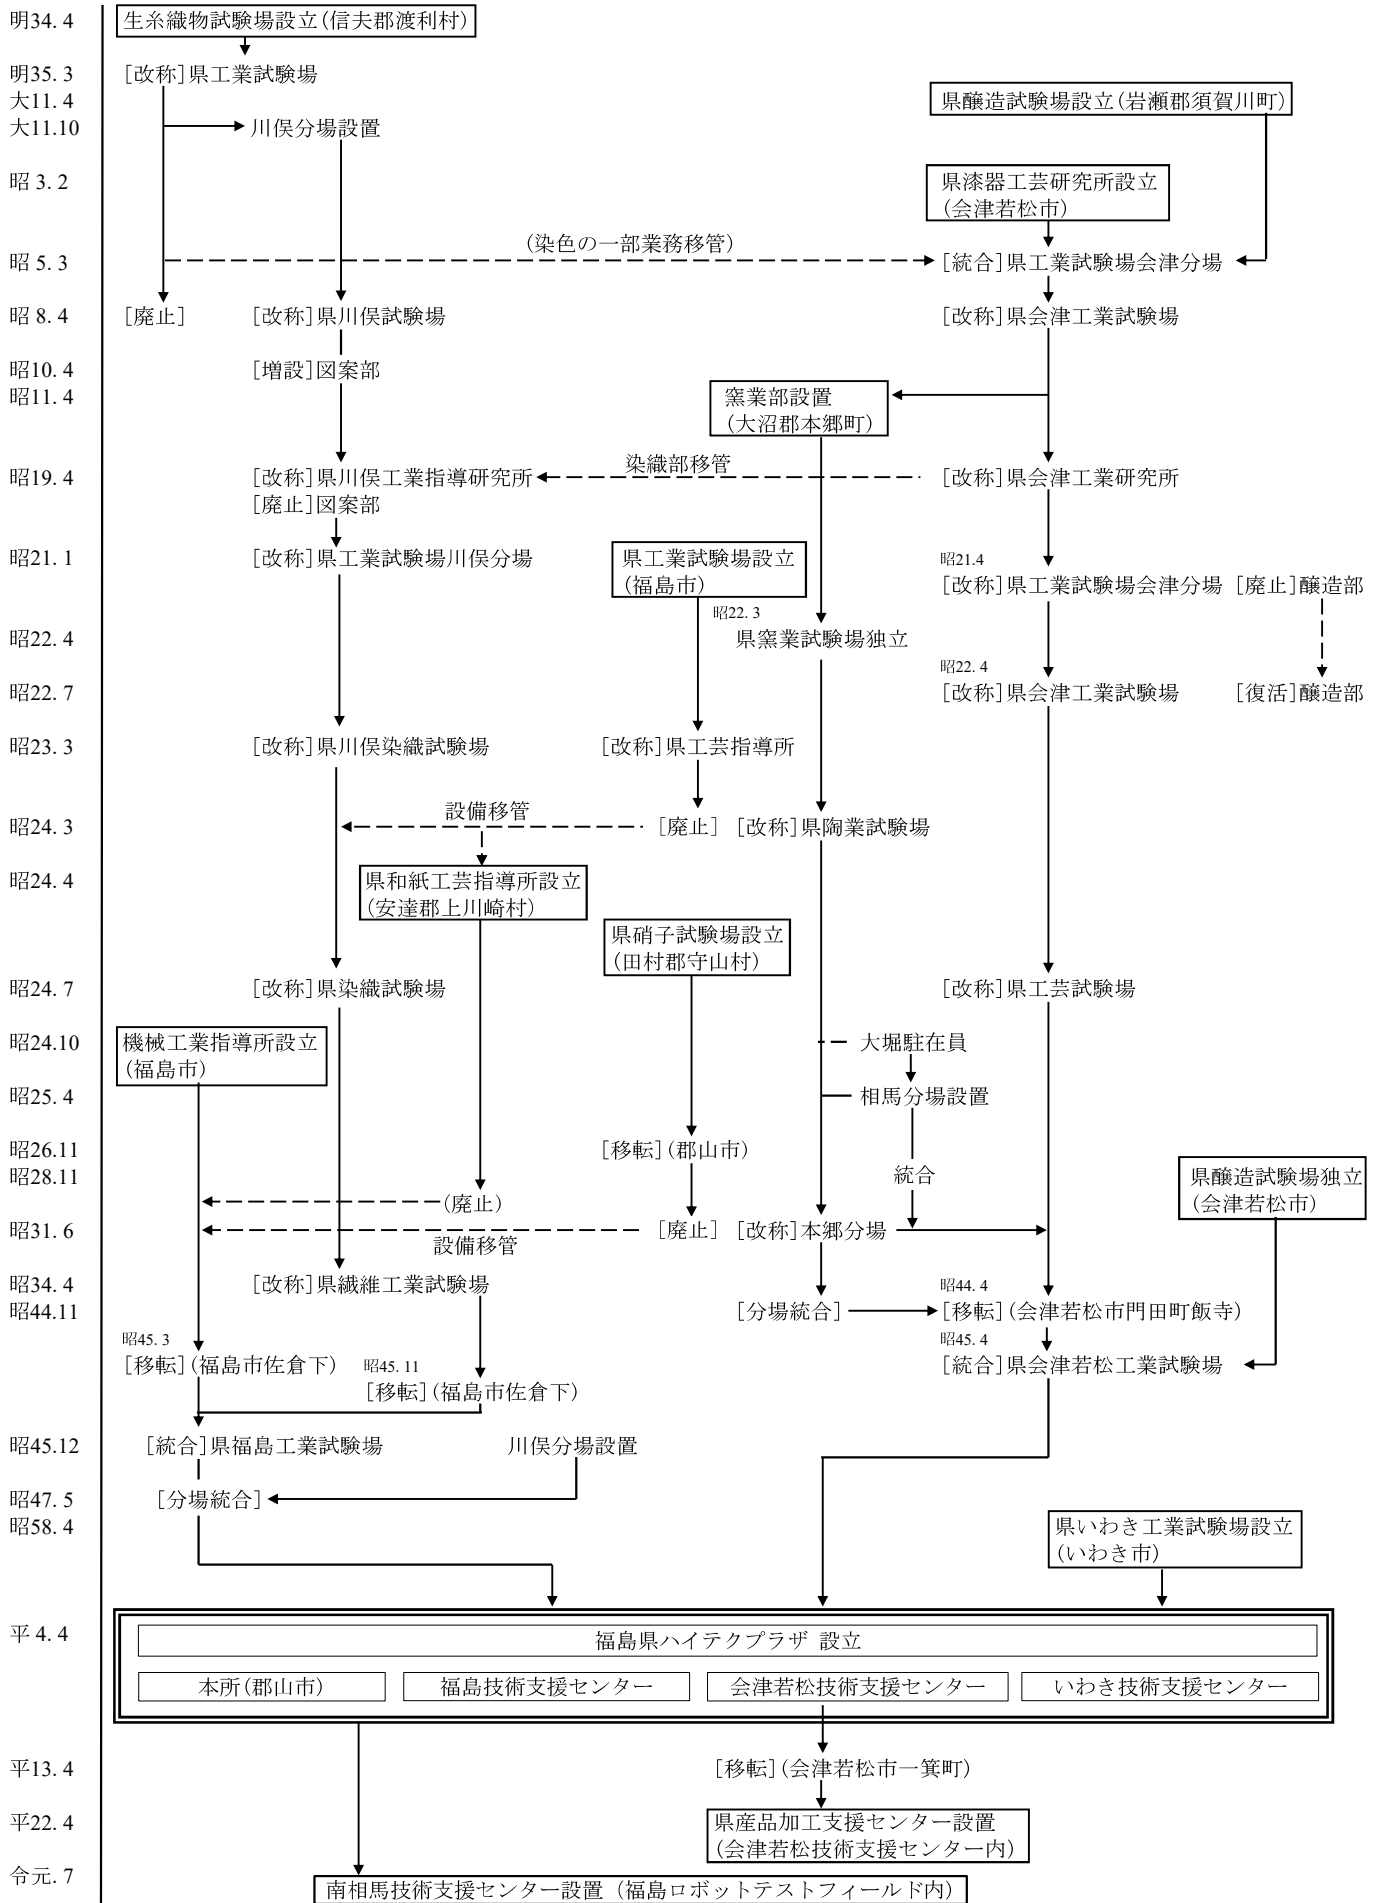 明34. 4
生糸織物試験場設立(信夫郡渡利村)
明35. 3
[改称]県工業試験場
大11. 4
県醸造試験場設立(岩瀬郡須賀川町)
大11.10
川俣分場設置
昭 3. 2
県漆器工芸研究所設立
(会津若松市)
(染色の一部業務移管)
昭 5. 3
[統合]県工業試験場会津分場
昭 8. 4
[廃止]
[改称]県川俣試験場
[改称]県会津工業試験場
昭10. 4
[増設]図案部
昭11. 4
窯業部設置
(大沼郡本郷町)
染織部移管
昭19. 4
[改称]県川俣工業指導研究所
[改称]県会津工業研究所
[廃止]図案部
昭21. 1
[改称]県工業試験場川俣分場
県工業試験場設立
(福島市)
昭21.4
[改称]県工業試験場会津分場
[廃止]醸造部
昭22. 3
昭22. 4
県窯業試験場独立
昭22. 4
昭22. 7
[改称]県会津工業試験場
[復活]醸造部
昭23. 3
[改称]県川俣染織試験場
[改称]県工芸指導所
設備移管
昭24. 3
[廃止]
[改称]県陶業試験場
昭24. 4
県和紙工芸指導所設立
(安達郡上川崎村)
県硝子試験場設立
(田村郡守山村)
昭24. 7
[改称]県染織試験場
[改称]県工芸試験場
昭24.10
機械工業指導所設立
(福島市)
大堀駐在員
昭25. 4
相馬分場設置
昭26.11
[移転](郡山市)
昭28.11
統合
県醸造試験場独立
(会津若松市)
(廃止)
昭31. 6
[廃止]
[改称]本郷分場
設備移管
昭34. 4
[改称]県繊維工業試験場
昭44. 4
昭44.11
[分場統合]
[移転](会津若松市門田町飯寺)
昭45. 3
[移転](福島市佐倉下)
昭45. 11
[移転](福島市佐倉下)
昭45. 4
[統合]県会津若松工業試験場
昭45.12
[統合]県福島工業試験場
川俣分場設置
昭47. 5
[分場統合]
昭58. 4
県いわき工業試験場設立
(いわき市)
平 4. 4
福島県ハイテクプラザ 設立
本所(郡山市)
福島技術支援センター
会津若松技術支援センター
いわき技術支援センター
平13. 4
[移転](会津若松市一箕町)
平22. 4
県産品加工支援センター設置
(会津若松技術支援センター内)
令元. 7
南相馬技術支援センター設置（福島ロボットテストフィールド内）